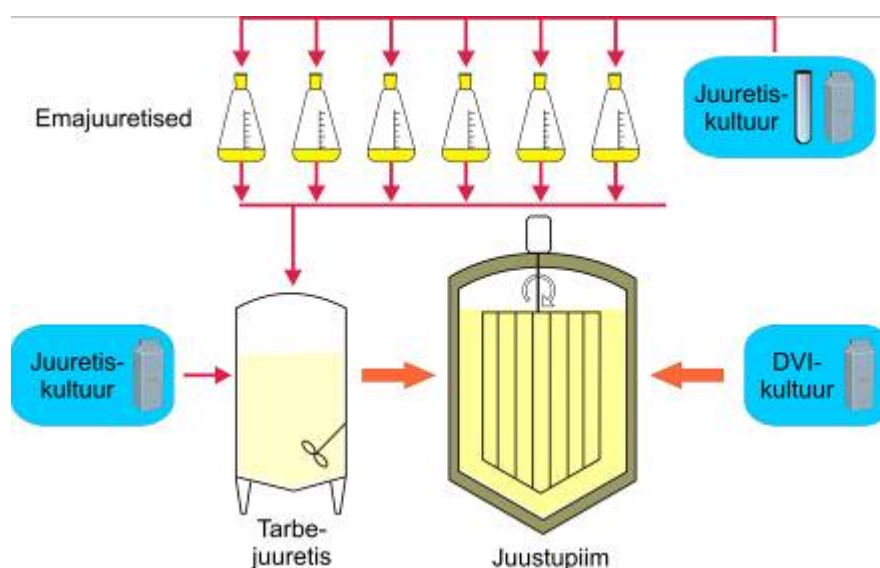 Emajuuretised
Juuretis-
kultuur
Juuretis-
kultuur
DVI-
kultuur
Tarbe-
juuretis
Juustupiim